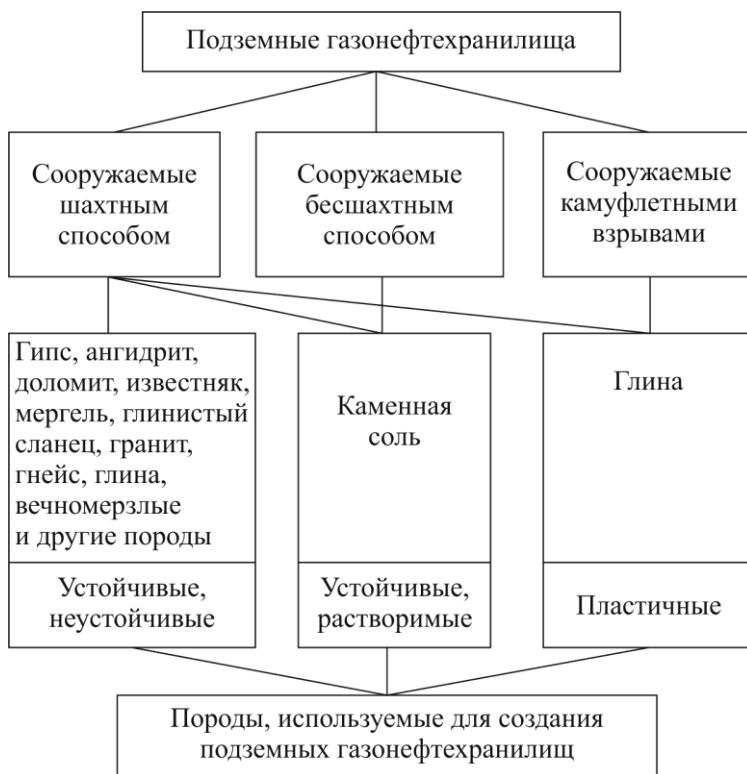 Подземные газонефтехранилища
Сооружаемые
шахтным
способом
Сооружаемые
бесшахтным
способом
Сооружаемые
камуфлетными
взрывами
Гипс, ангидрит,
доломит, известняк,
мергель, глинистый
сланец, гранит,
гнейс, глина,
вечномерзлые
и другие породы
Каменная
соль
Глина
Устойчивые,
неустойчивые
Устойчивые,
растворимые
Пластичные
Породы, используемые для создания
подземных газонефтехранилищ